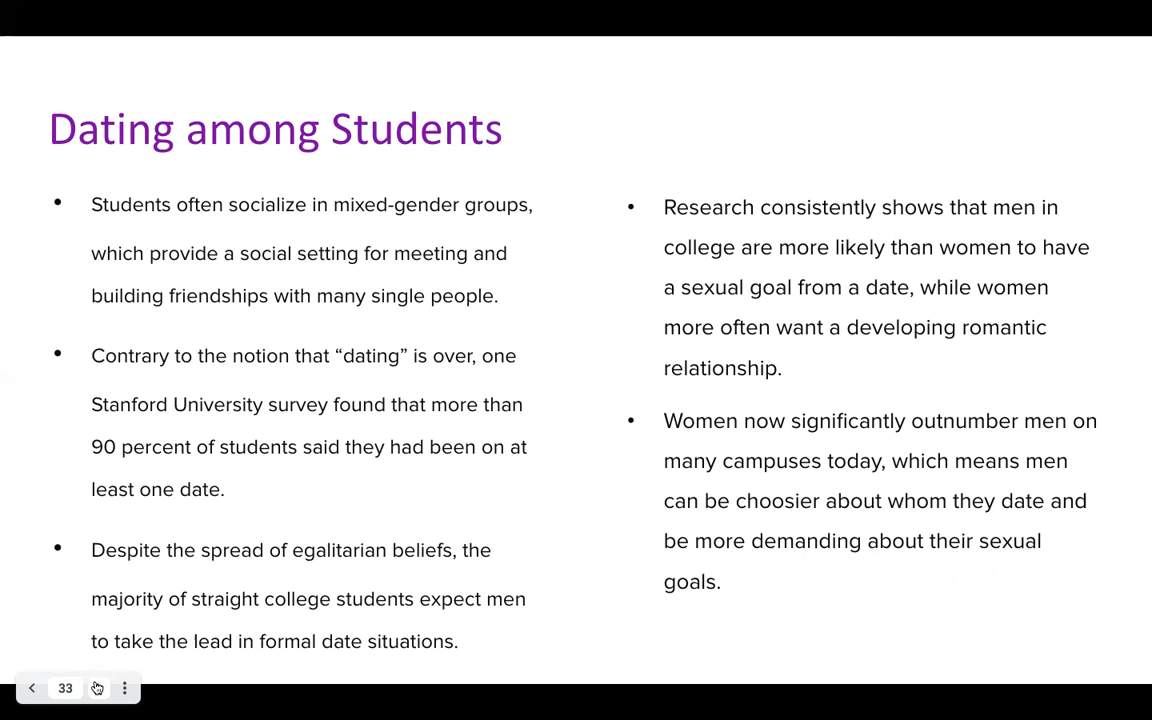 Dating among Students
• Students often socialize in mixed-gender groups,
which provide a social setting for meeting and
building friendships with many single people.
• Contrary to the notion that “dating” is over, one
Stanford University survey found that more than
90 percent of students said they had been on at
least one date.
• Despite the spread of egalitarian beliefs, the
majority of straight college students expect men
to take the lead in formal date situations.
• Research consistently shows that men in
college are more likely than women to have
a sexual goal from a date, while women
more often want a developing romantic
relationship.
• Women now significantly outnumber men on
many campuses today, which means men
can be choosier about whom they date and
be more demanding about their sexual
goals.
33